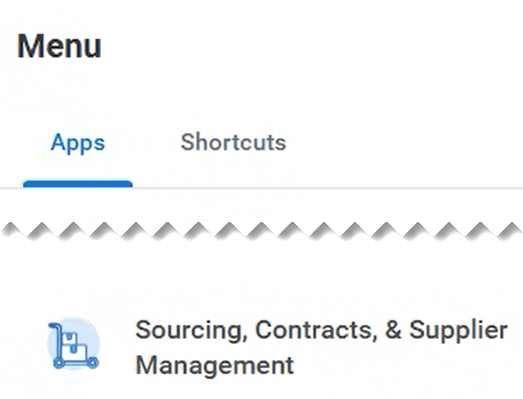 Menu
Apps Shortcuts
Sourcing, Contracts, & Supplier
Management